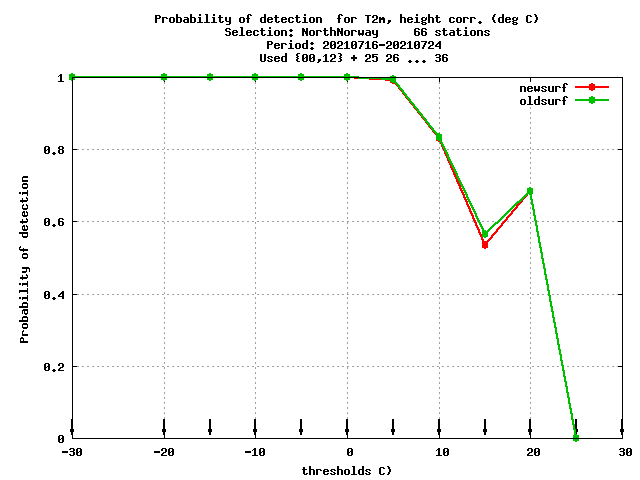 Probability of detection  for T2m, height corr. (deg C)
Selection: NorthNorway     66 stations
Period: 20210716-20210724
Used {00,12} + 25 26 ... 36
newsurf
oldsurf
Probability of detection
1
0.8
0.6
0.4
0.2
0
-30 -20 -10 0 10 20 30
thresholds C)